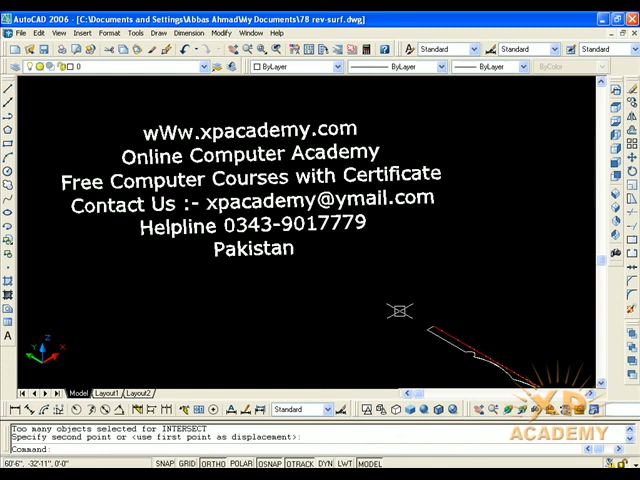 AutoCAD 2006 - [C:\Documents and Settings\Abbas Ahmad\My Documents\78 rev-surf.dwg]
File Edit View Insert Format Tools Draw Dimension Modify Window Help
Standard Standard Standard
0 ByLayer ByLayer ByLayer ByColor
wWw.xpacademy.com
Online Computer Academy
Free Computer Courses with Certificate
Contact Us :- xpacademy@ymail.com
Helpline 0343-9017779
Pakistan
Z
Y X
Model Layout1 Layout2
Standard
XP
ACADEMY
Too many objects selected for INTERSECT
Specify second point or <use first point as displacement>:
Command:
60'-6", -32'-11", 0'-0" SNAP GRID ORTHO POLAR OSNAP OTRACK DYN LWT MODEL